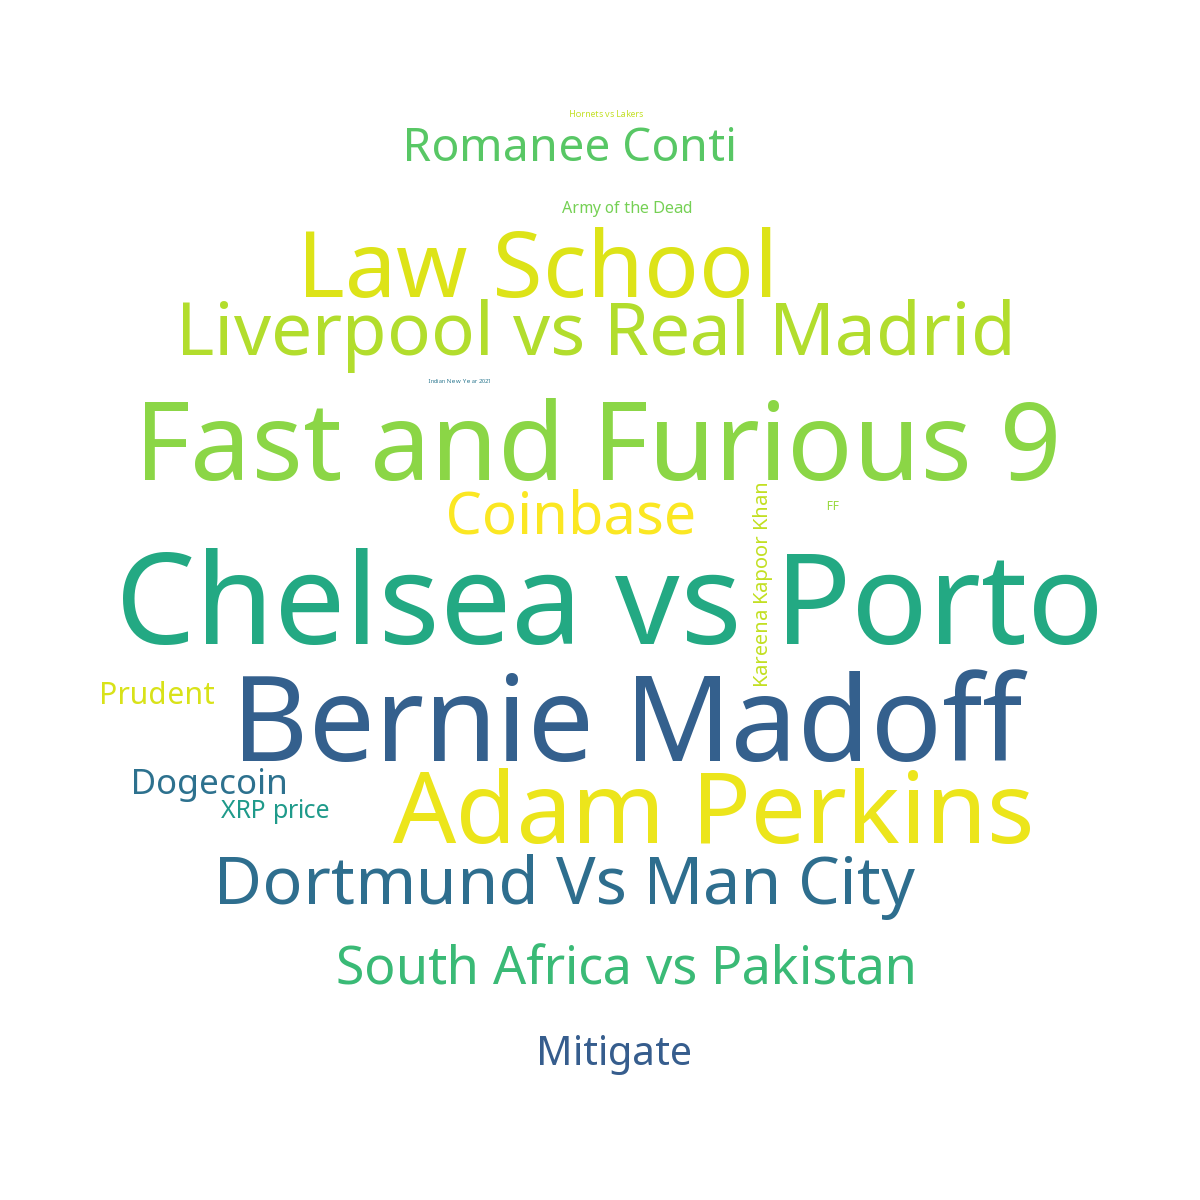 Hornets vs Lakers
Romanee Conti
Army of the Dead
Law School
Liverpool vs Real Madrid
Indian New Year 2021
Fast and Furious 9
Coinbase
Kareena Kapoor Khan
FF
Chelsea vs Porto
Prudent
Bernie Madoff
Dogecoin
XRP price
Adam Perkins
Dortmund Vs Man City
South Africa vs Pakistan
Mitigate